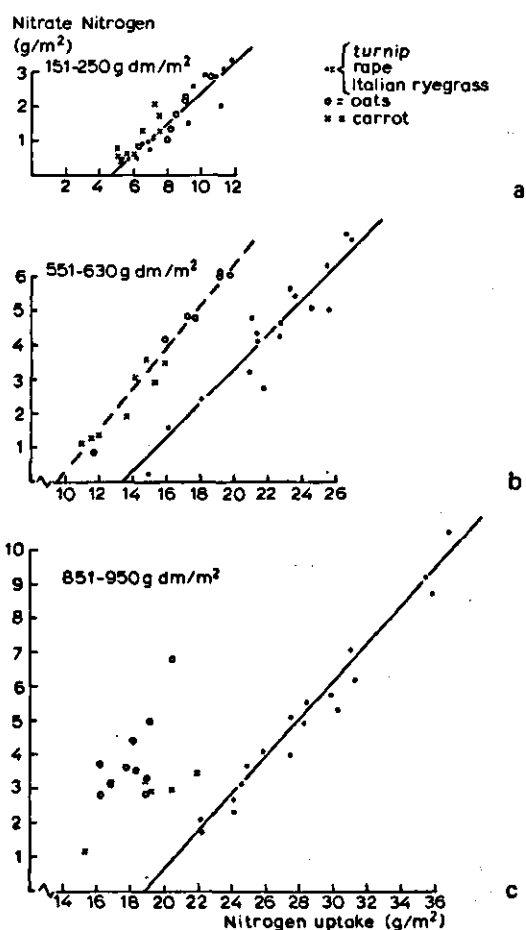 Nitrate Nitrogen
(g/m²)
151-250 g dm/m²
turnip
rape
Italian ryegrass
= oats
= carrot
3
2
1
2 4 6 8 10 12
a
551-630 g dm/m²
6
5
4
3
2
1
10 12 14 16 18 20 22 24 26
b
851-950 g dm/m²
10
9
8
7
6
5
4
3
2
1
14 16 18 20 22 24 26 28 30 32 34 36
c
Nitrogen uptake (g/m²)